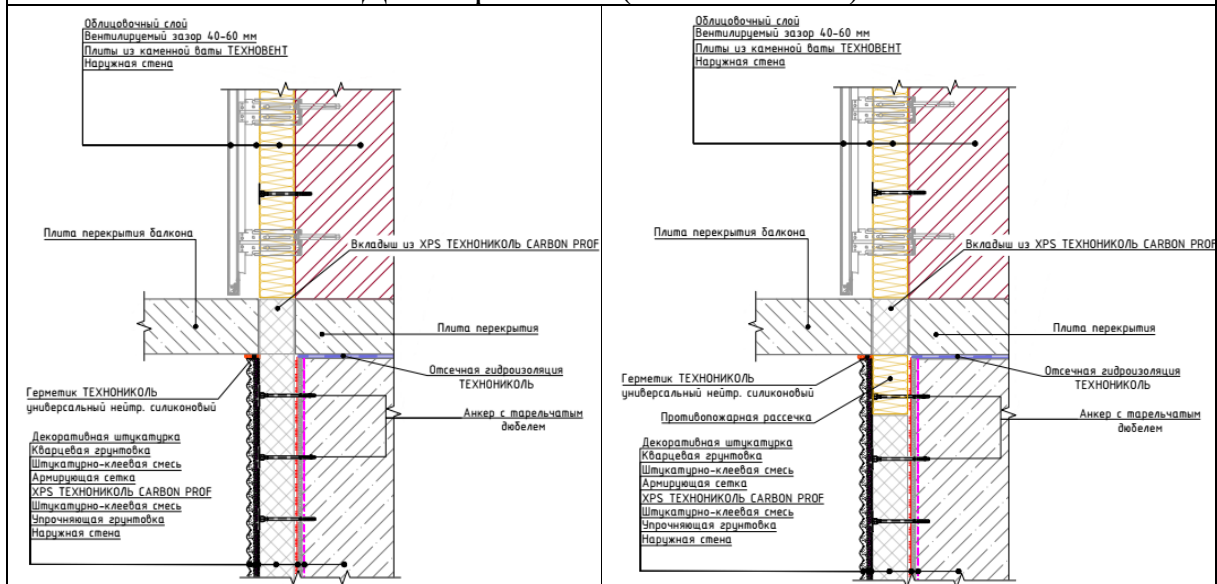 Облицовочный слой
Вентилируемый зазор 40-60 мм
Плиты из каменной ваты ТЕХНОВЕНТ
Наружная стена
Плита перекрытия балкона
Вкладыш из XPS ТЕХНОНИКОЛЬ CARBON PROF
Плита перекрытия
Отсечная гидроизоляция
ТЕХНОНИКОЛЬ
Герметик ТЕХНОНИКОЛЬ
универсальный нейтр. силиконовый
Анкер с тарельчатым
дюбелем
Декоративная штукатурка
Кварцевая грунтовка
Штукатурно-клеевая смесь
Армирующая сетка
XPS ТЕХНОНИКОЛЬ CARBON PROF
Штукатурно-клеевая смесь
Упрочняющая грунтовка
Наружная стена
Облицовочный слой
Вентилируемый зазор 40-60 мм
Плиты из каменной ваты ТЕХНОВЕНТ
Наружная стена
Плита перекрытия балкона
Вкладыш из XPS ТЕХНОНИКОЛЬ CARBON PROF
Плита перекрытия
Отсечная гидроизоляция
ТЕХНОНИКОЛЬ
Герметик ТЕХНОНИКОЛЬ
универсальный нейтр. силиконовый
Противопожарная рассечка
Анкер с тарельчатым
дюбелем
Декоративная штукатурка
Кварцевая грунтовка
Штукатурно-клеевая смесь
Армирующая сетка
XPS ТЕХНОНИКОЛЬ CARBON PROF
Штукатурно-клеевая смесь
Упрочняющая грунтовка
Наружная стена